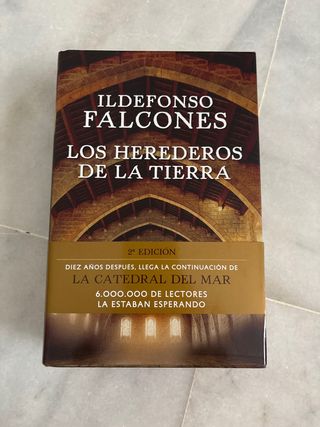 ILDEFONSO
FALCONES
LOS HEREDEROS
DE LA TIERRA
2ª EDICIÓN
DIEZ AÑOS DESPUÉS, LLEGA LA CONTINUACIÓN DE
LA CATEDRAL DEL MAR
6.000.000 DE LECTORES
LA ESTABAN ESPERANDO